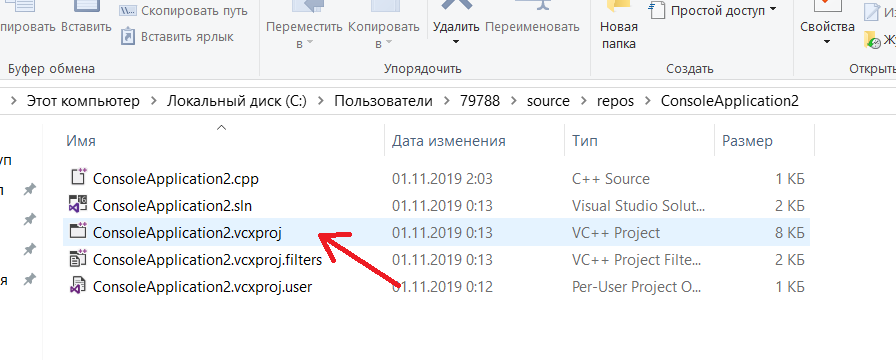 Скопировать путь
пировать Вставить
Вставить ярлык
Переместить в
Копировать в
Удалить Переименовать
Новая папка
Простой доступ
Свойства
Из
Жу
Буфер обмена Упорядочить Создать Открыть
Этот компьютер Локальный диск (C:) Пользователи 79788 source repos ConsoleApplication2
Имя Дата изменения Тип Размер
уп
ConsoleApplication2.cpp 01.11.2019 2:03 C++ Source 1 КБ
ConsoleApplication2.sln 01.11.2019 0:13 Visual Studio Solut... 2 КБ
ConsoleApplication2.vcxproj 01.11.2019 0:13 VC++ Project 8 КБ
ConsoleApplication2.vcxproj.filters 01.11.2019 0:13 VC++ Project Filte... 2 КБ
я ConsoleApplication2.vcxproj.user 01.11.2019 0:12 Per-User Project O... 1 КБ